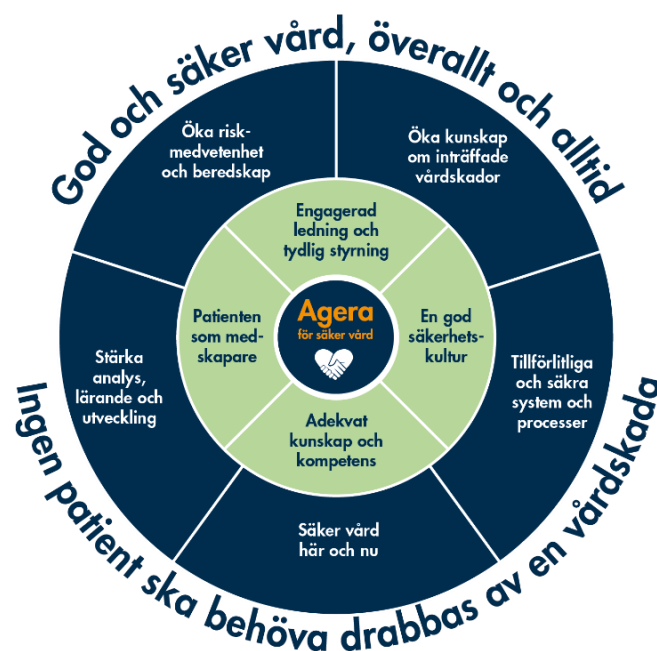 God och säker vård, överallt och alltid
Öka risk-
medvetenhet
och beredskap
Öka kunskap
om inträffade
vårdskador
Engagerad
ledning och
tydlig styrning
Patienten
som med-
skapare
Agera
för säker vård
En god
säkerhets-
kultur
Stärka
analys,
lärande och
utveckling
Tillförlitliga
och säkra
system och
processer
Adekvat
kunskap och
kompetens
Säker vård
här och nu
Ingen patient ska behöva drabbas av en vårdskada